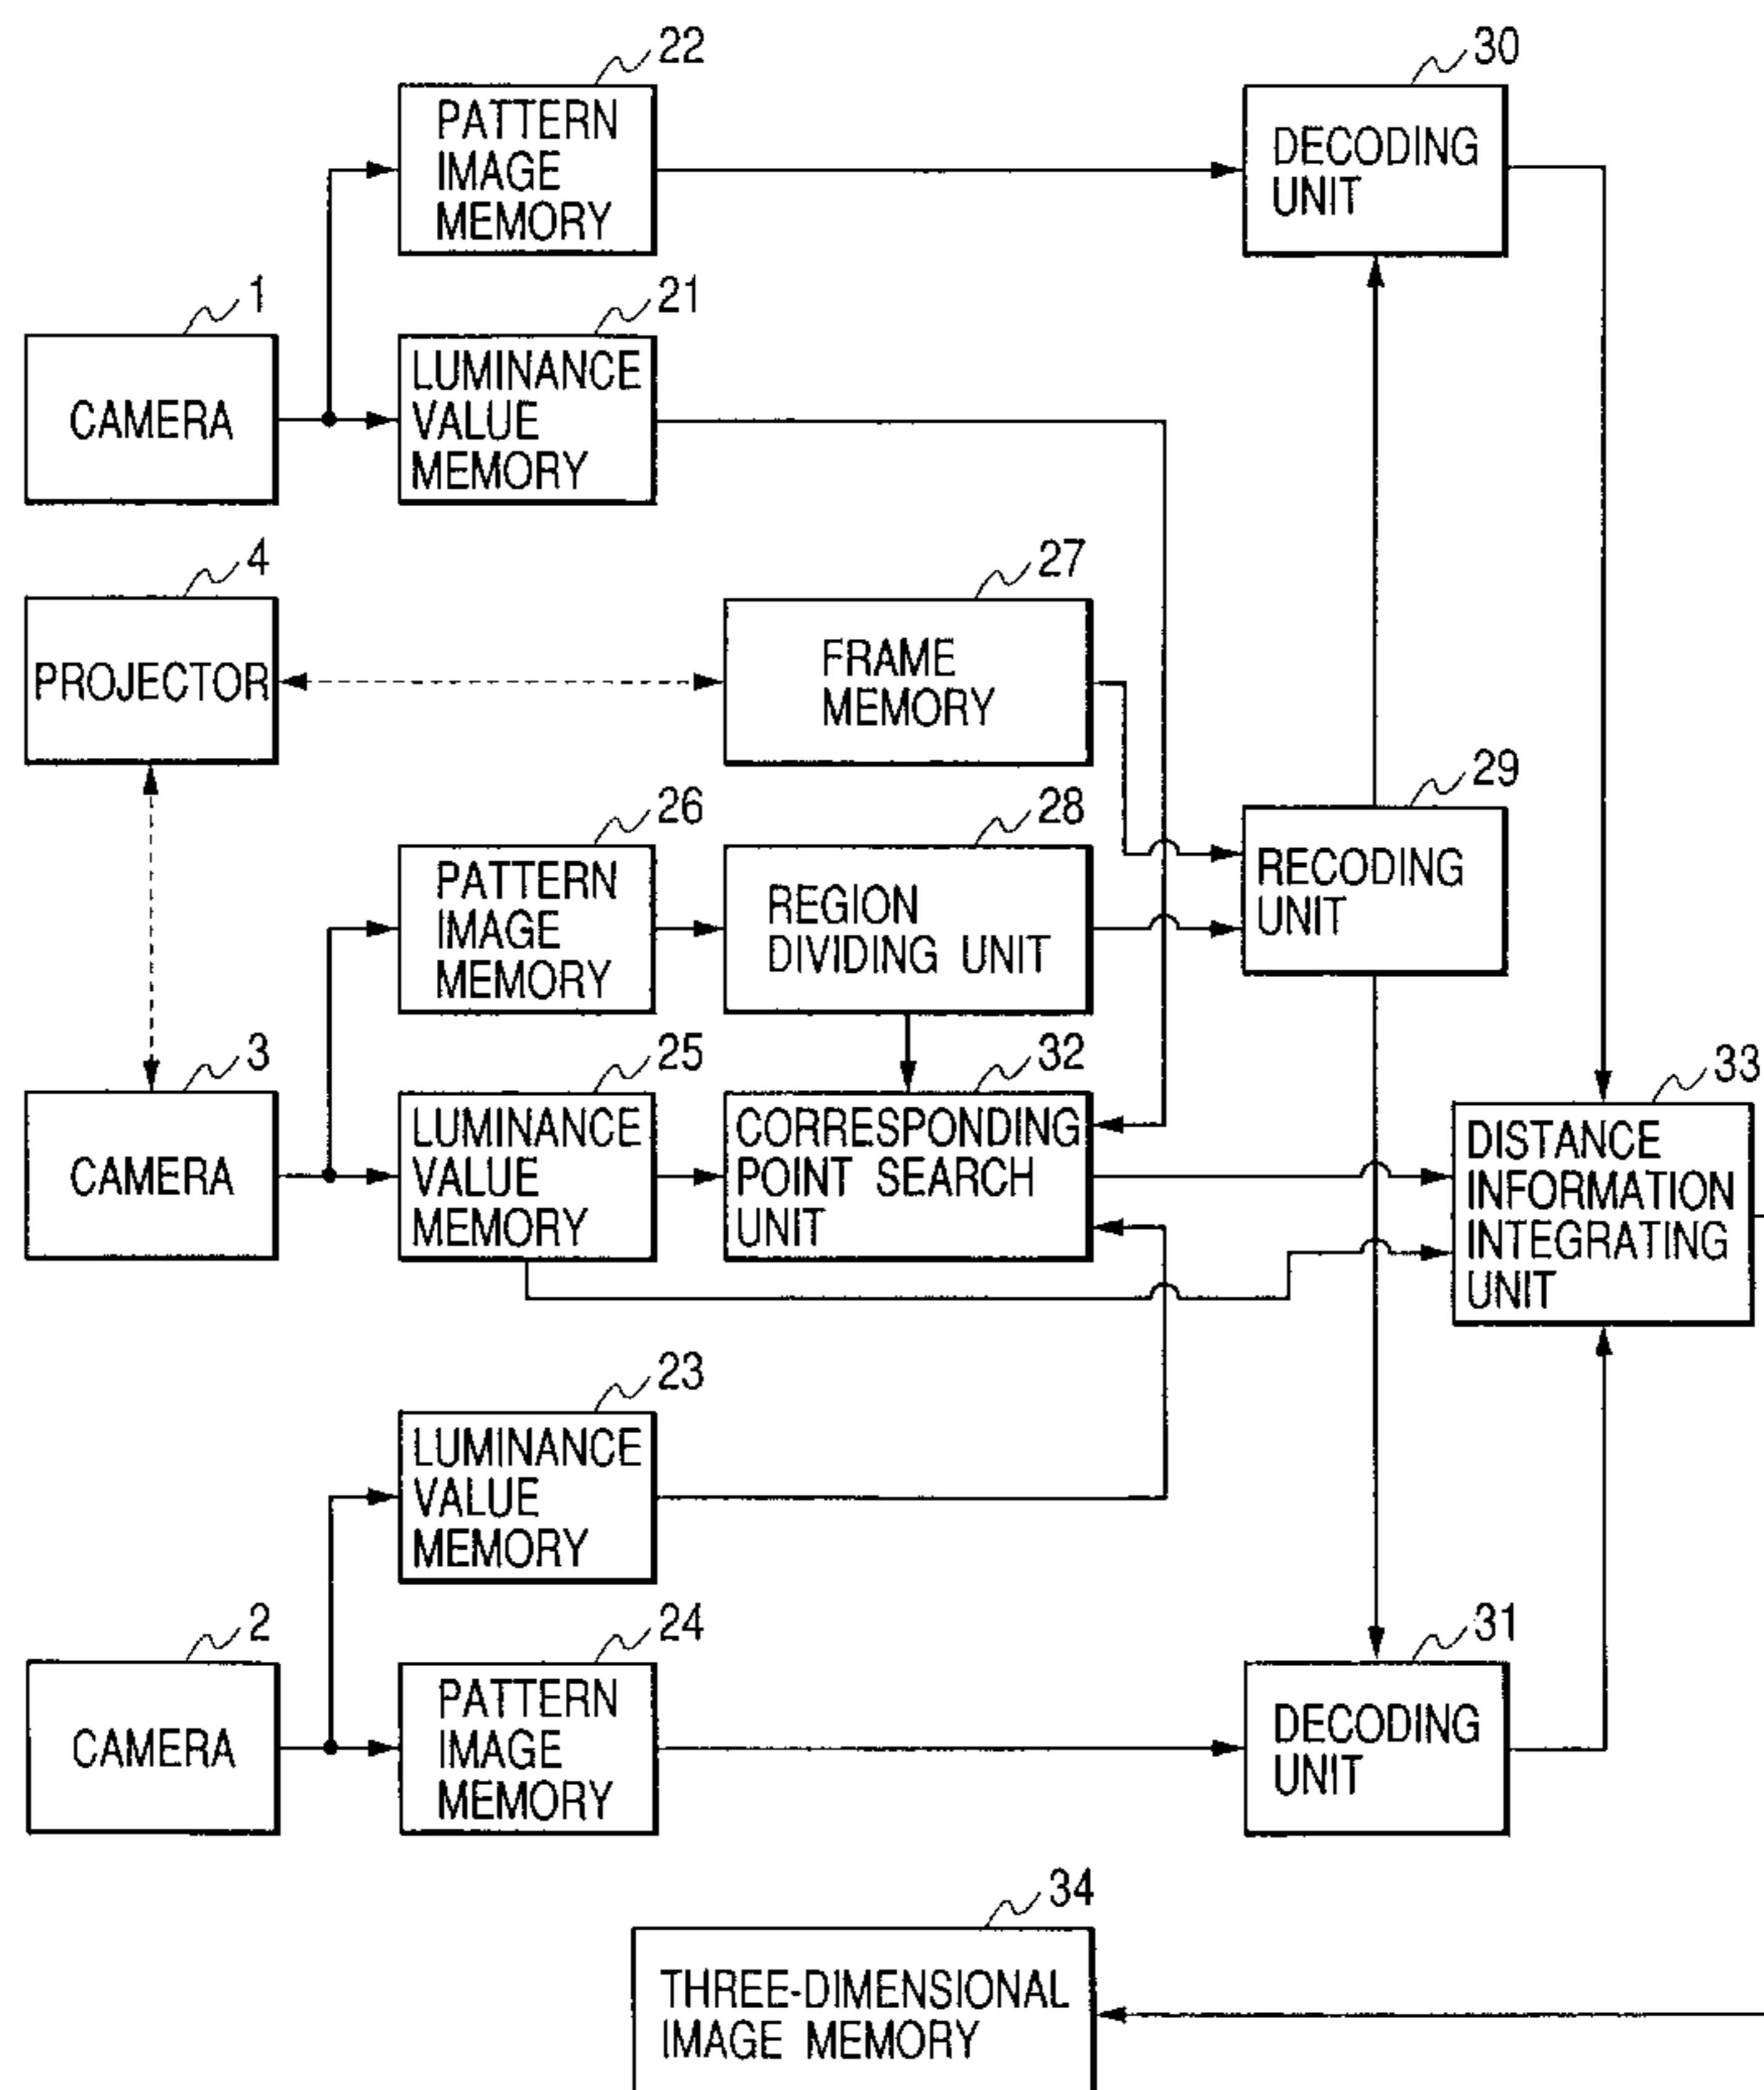 22
PATTERN
IMAGE
MEMORY
30
DECODING
UNIT
1
CAMERA
21
LUMINANCE
VALUE
MEMORY
4
PROJECTOR
27
FRAME
MEMORY
26
PATTERN
IMAGE
MEMORY
28
REGION
DIVIDING UNIT
29
RECODING
UNIT
3
CAMERA
25
LUMINANCE
VALUE
MEMORY
32
CORRESPONDING
POINT SEARCH
UNIT
33
DISTANCE
INFORMATION
INTEGRATING
UNIT
23
LUMINANCE
VALUE
MEMORY
2
CAMERA
24
PATTERN
IMAGE
MEMORY
31
DECODING
UNIT
34
THREE-DIMENSIONAL
IMAGE MEMORY